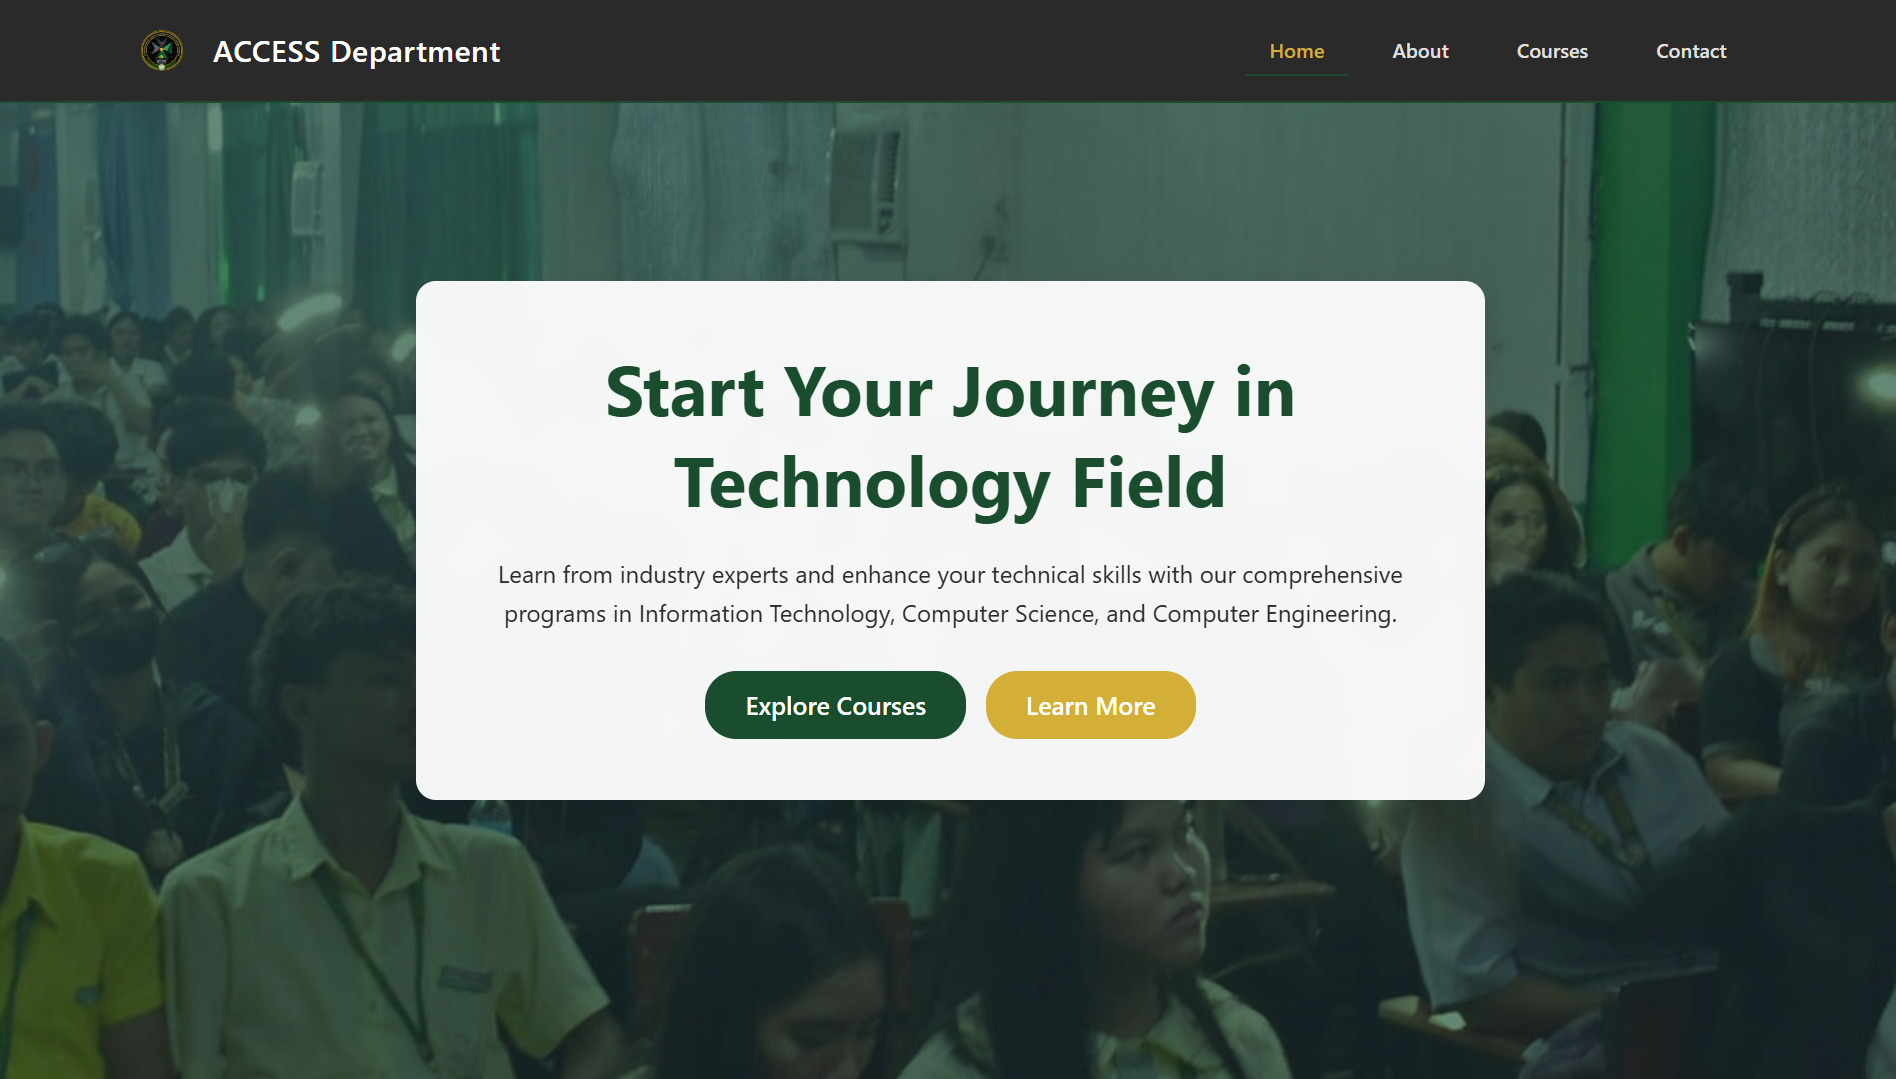 ACCESS Department
Home
About
Courses
Contact
Start Your Journey in
Technology Field
Learn from industry experts and enhance your technical skills with our comprehensive
programs in Information Technology, Computer Science, and Computer Engineering.
Explore Courses
Learn More